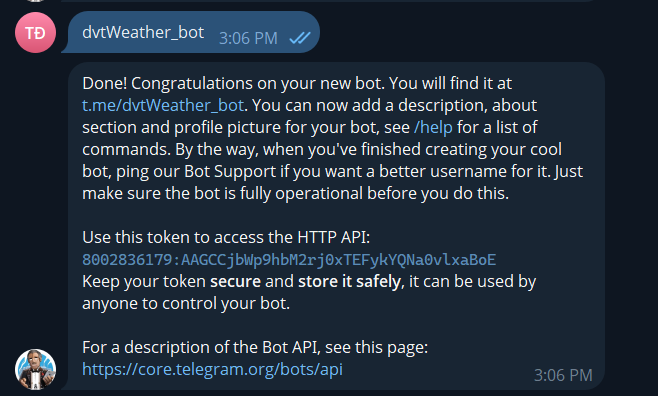 TĐ
dvtWeather_bot 3:06 PM
Done! Congratulations on your new bot. You will find it at
t.me/dvtWeather_bot. You can now add a description, about
section and profile picture for your bot, see /help for a list of
commands. By the way, when you've finished creating your cool
bot, ping our Bot Support if you want a better username for it. Just
make sure the bot is fully operational before you do this.
Use this token to access the HTTP API:
8002836179:AAGCCjbWp9hbM2rj0xTEFykYQNa0vlxaBoE
Keep your token secure and store it safely, it can be used by
anyone to control your bot.
For a description of the Bot API, see this page:
https://core.telegram.org/bots/api
3:06 PM